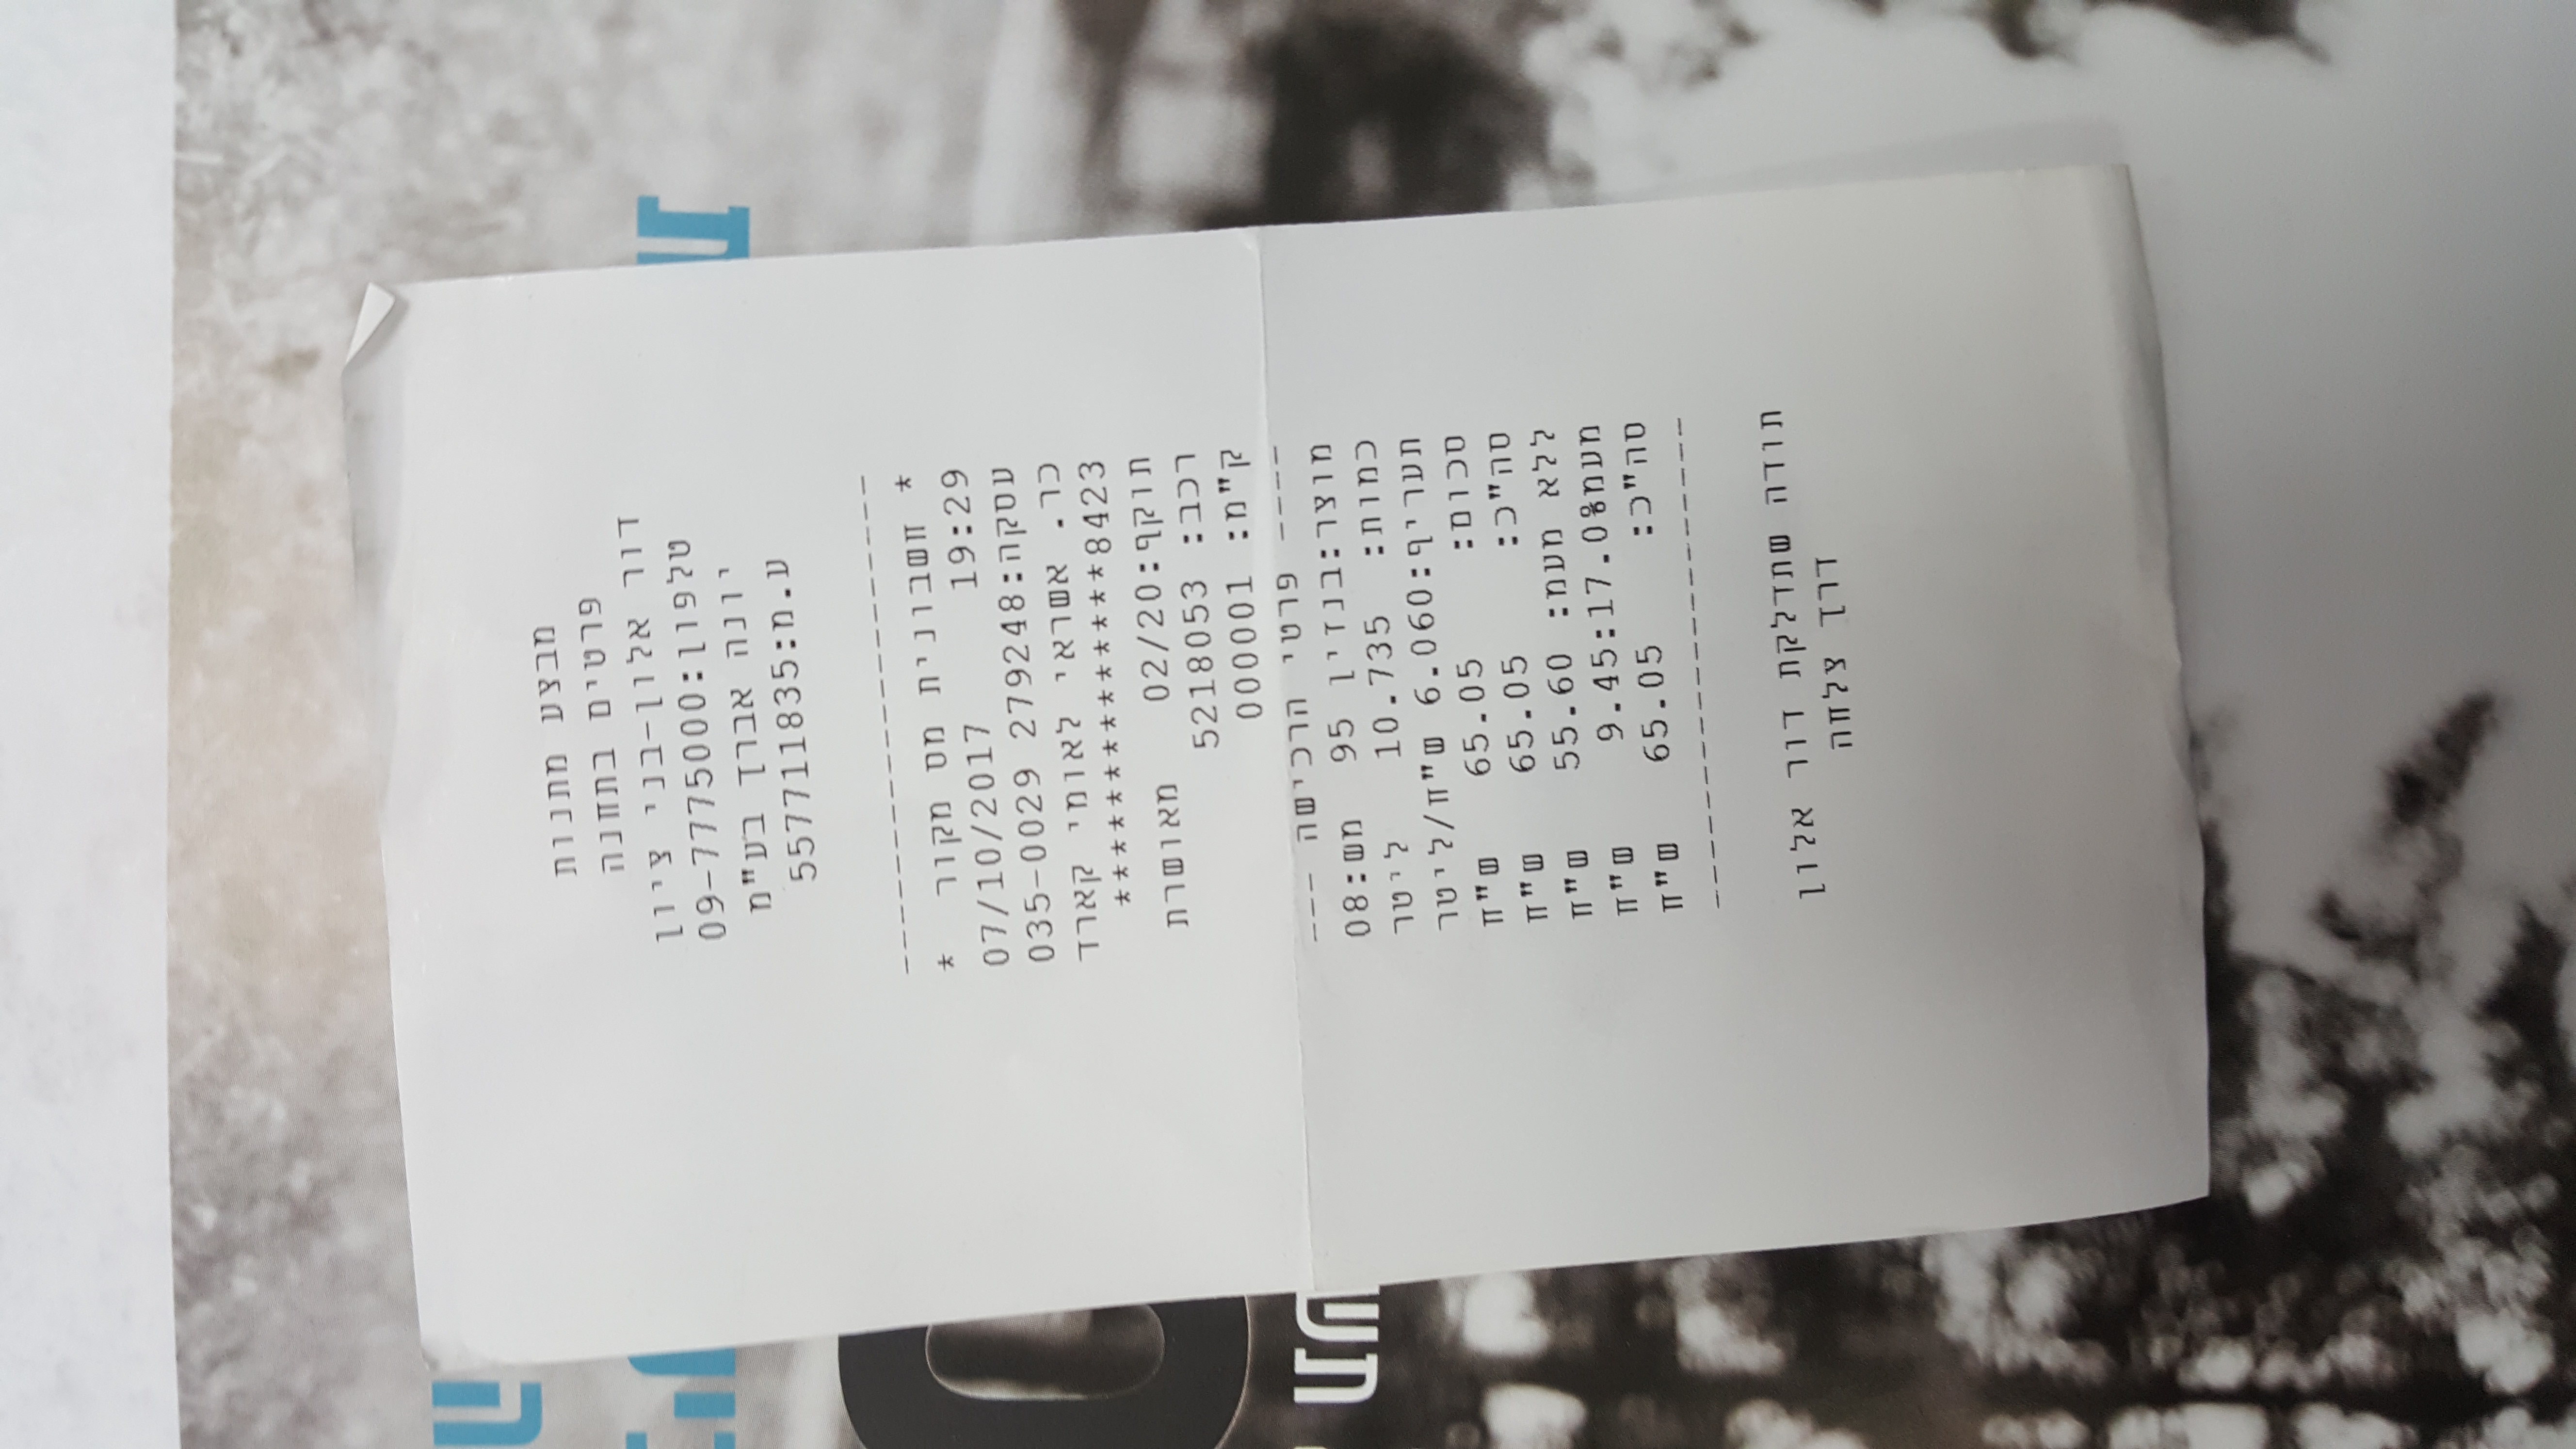 מבצע מתנות
פרטים בתחנה
דור אלון-בני ציון
טלפון:09-7775000
יונה אברך בע"מ
ע.מ:557711835
--------------------
* חשבונית מס מקור *
19:29 07/10/2017
עסקה:279248 035-0029
כר. אשראי לאומי קארד
**************8423
תוקף:02/20 מאושרת
רכב: 5218053
ק"מ: 000001
---- פרטי הרכישה ---
מוצר:בנזין 95 מש:08
כמות: 10.735 ליטר
תעריף:6.060 ש"ח/ליטר
סכום: 65.05 ש"ח
סה"כ: 65.05 ש"ח
ללא מעמ: 55.60 ש"ח
מעמ17.0%:9.45 ש"ח
סה"כ: 65.05 ש"ח
--------------------
תודה שתדלקת דור אלון
דרך צלחה